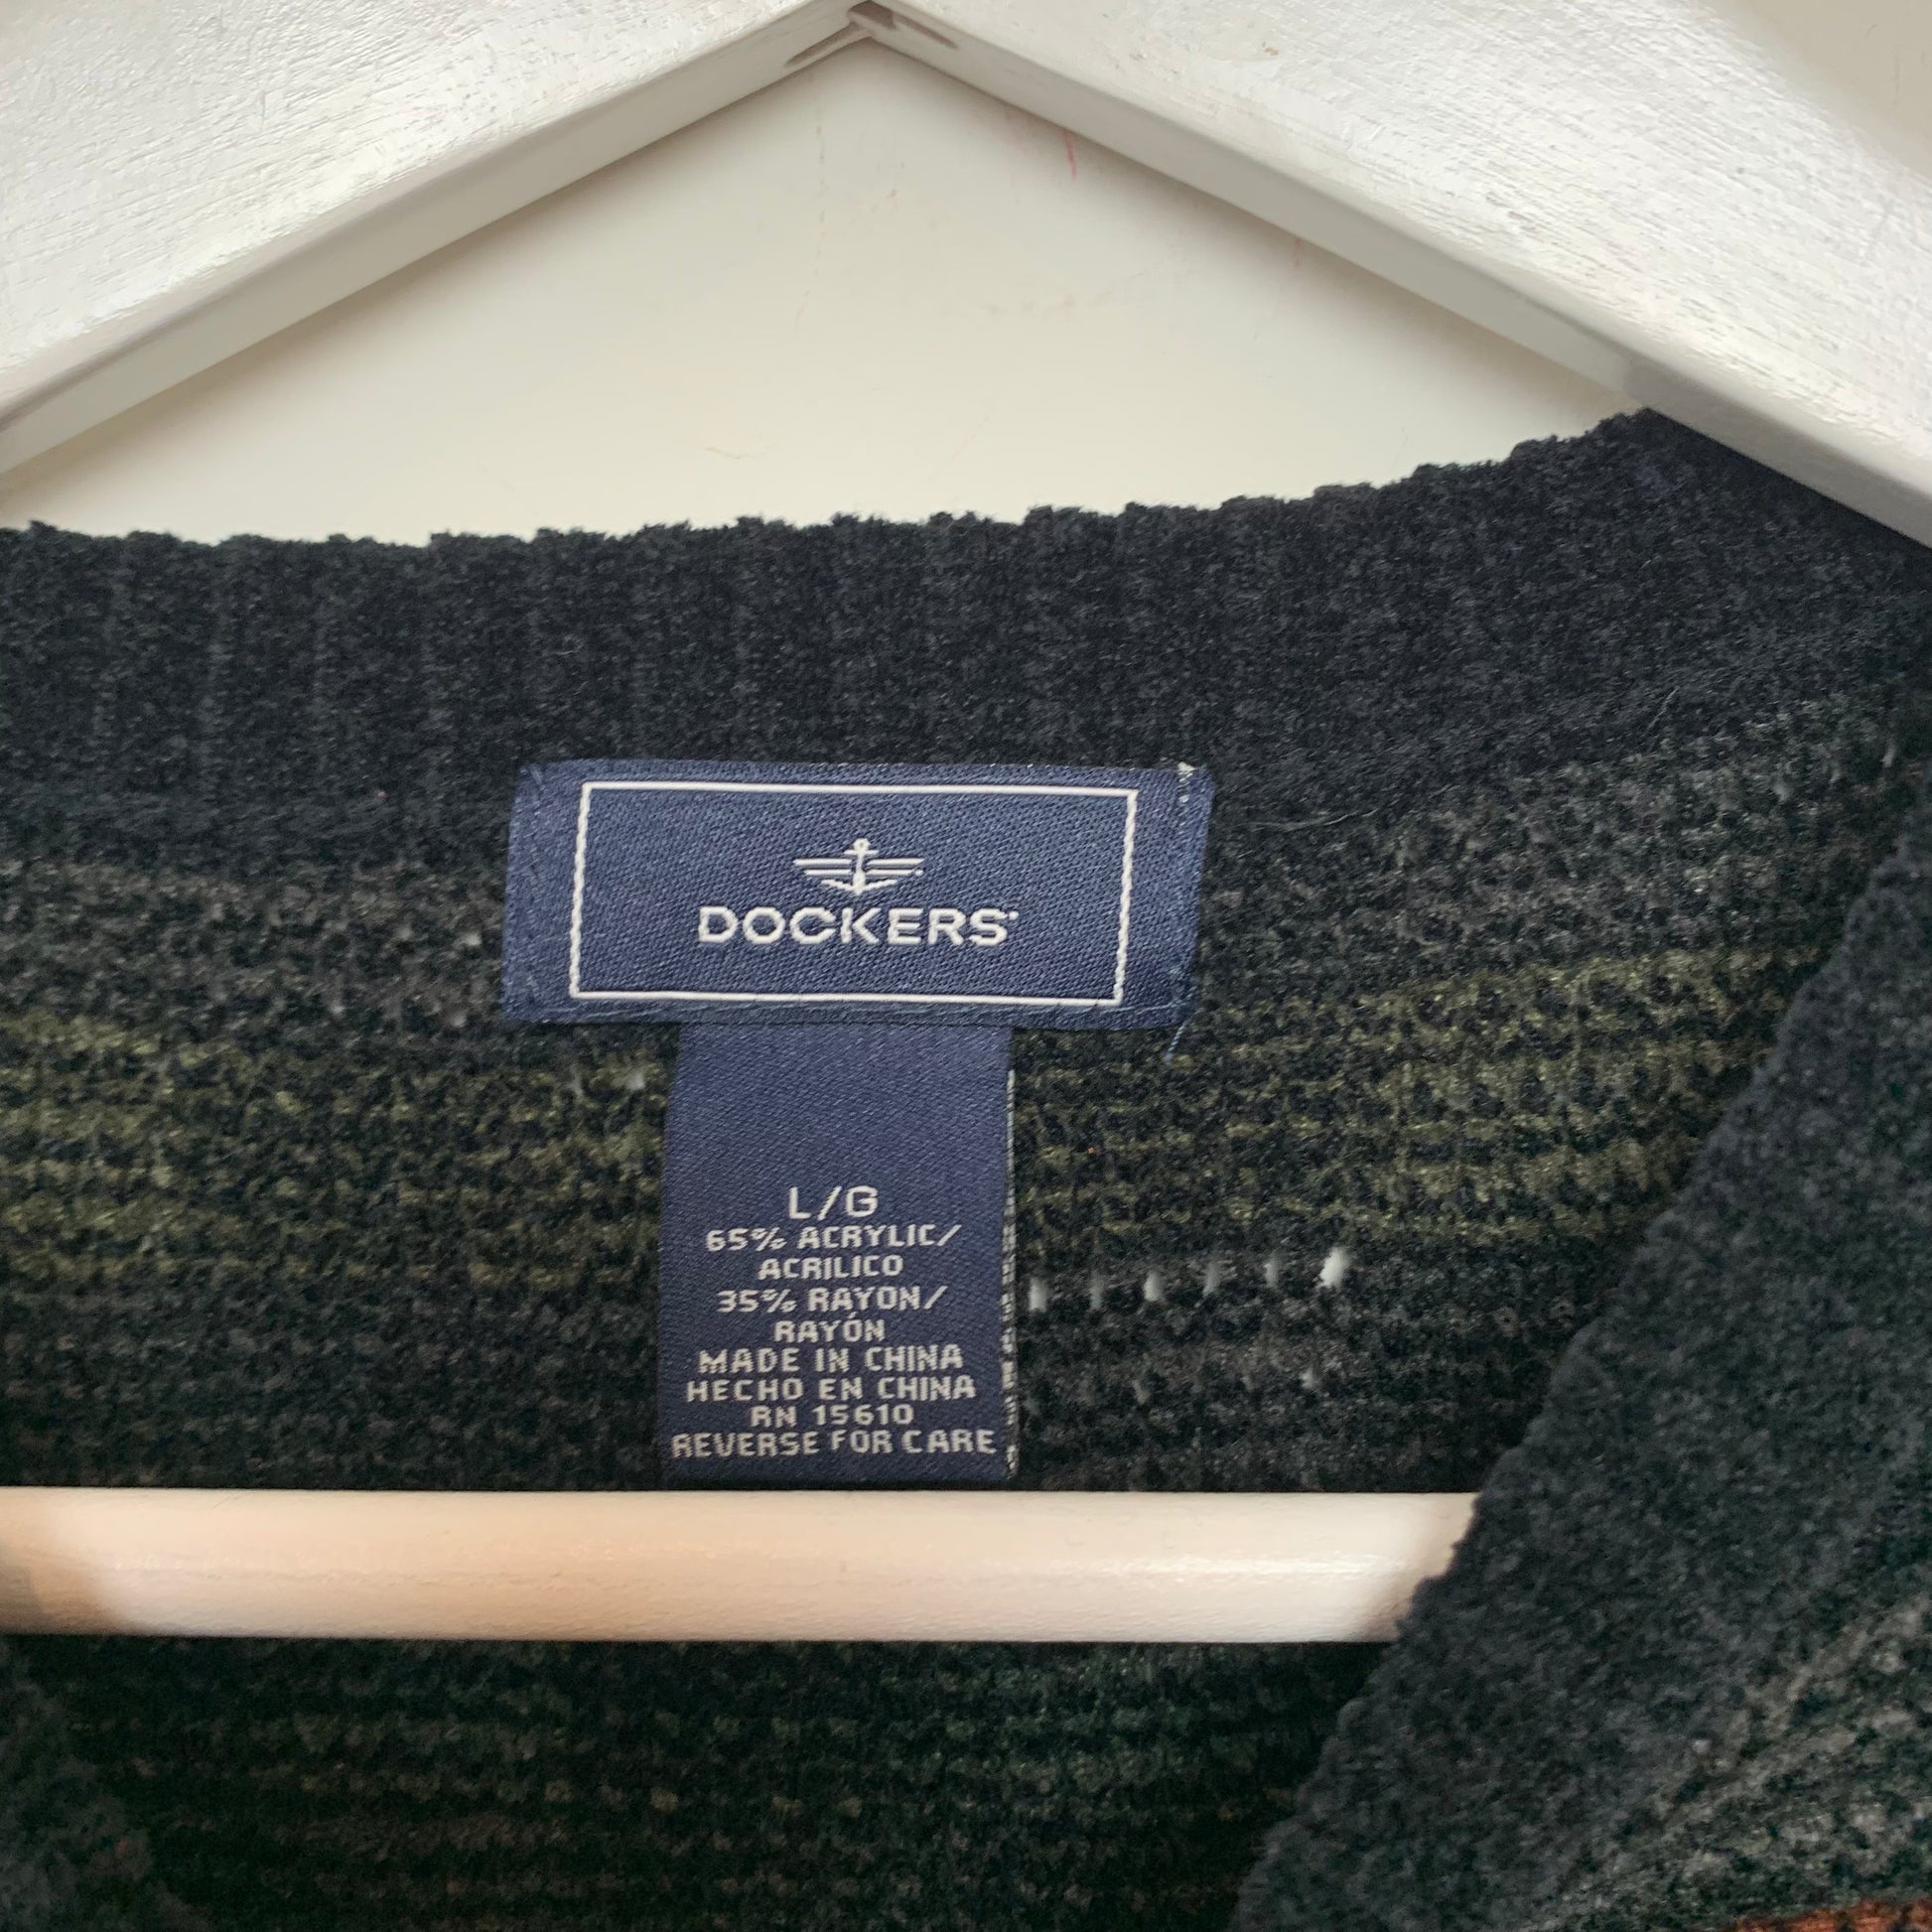 DOCKERS
L/G
65% ACRYLIC/
ACRILICO
35% RAYON/
RAYÓN
MADE IN CHINA
HECHO EN CHINA
RN 15610
REVERSE FOR CARE